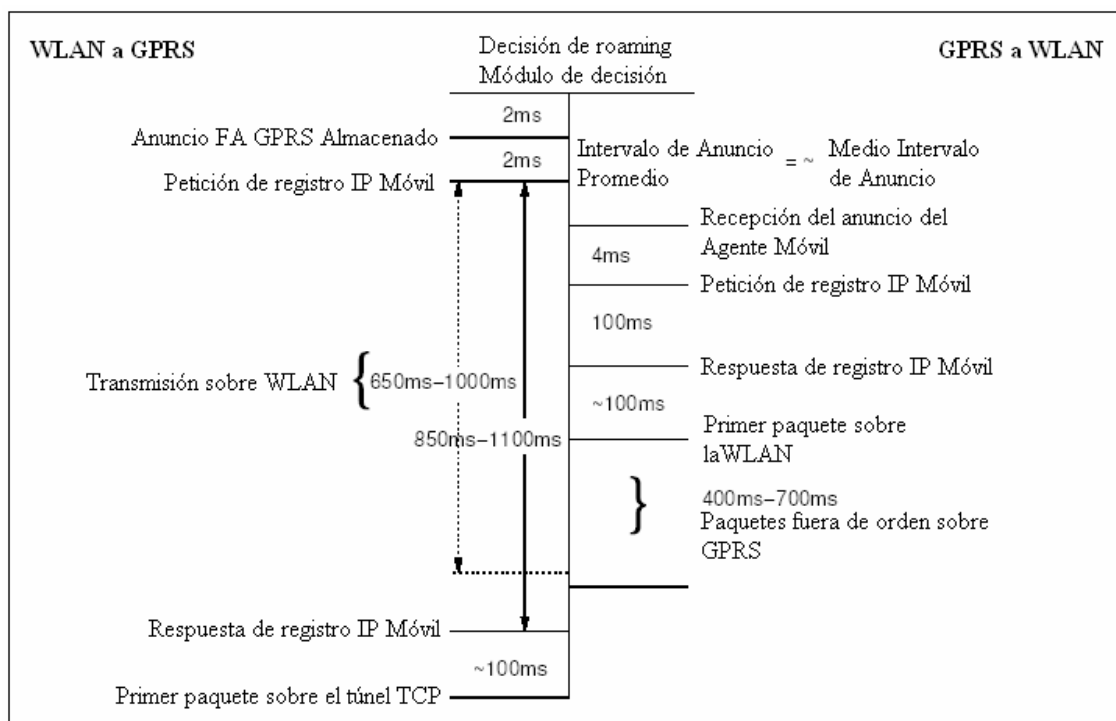 WLAN a GPRS
Decisión de roaming
Módulo de decisión
GPRS a WLAN
2ms
Anuncio FA GPRS Almacenado
2ms
Intervalo de Anuncio
Promedio
= ~
Medio Intervalo
de Anuncio
Petición de registro IP Móvil
Recepción del anuncio del
Agente Móvil
4ms
Petición de registro IP Móvil
100ms
Respuesta de registro IP Móvil
Transmisión sobre WLAN { 650ms–1000ms
~100ms
850ms–1100ms
Primer paquete sobre
laWLAN
} 400ms–700ms
Paquetes fuera de orden sobre
GPRS
Respuesta de registro IP Móvil
~100ms
Primer paquete sobre el túnel TCP